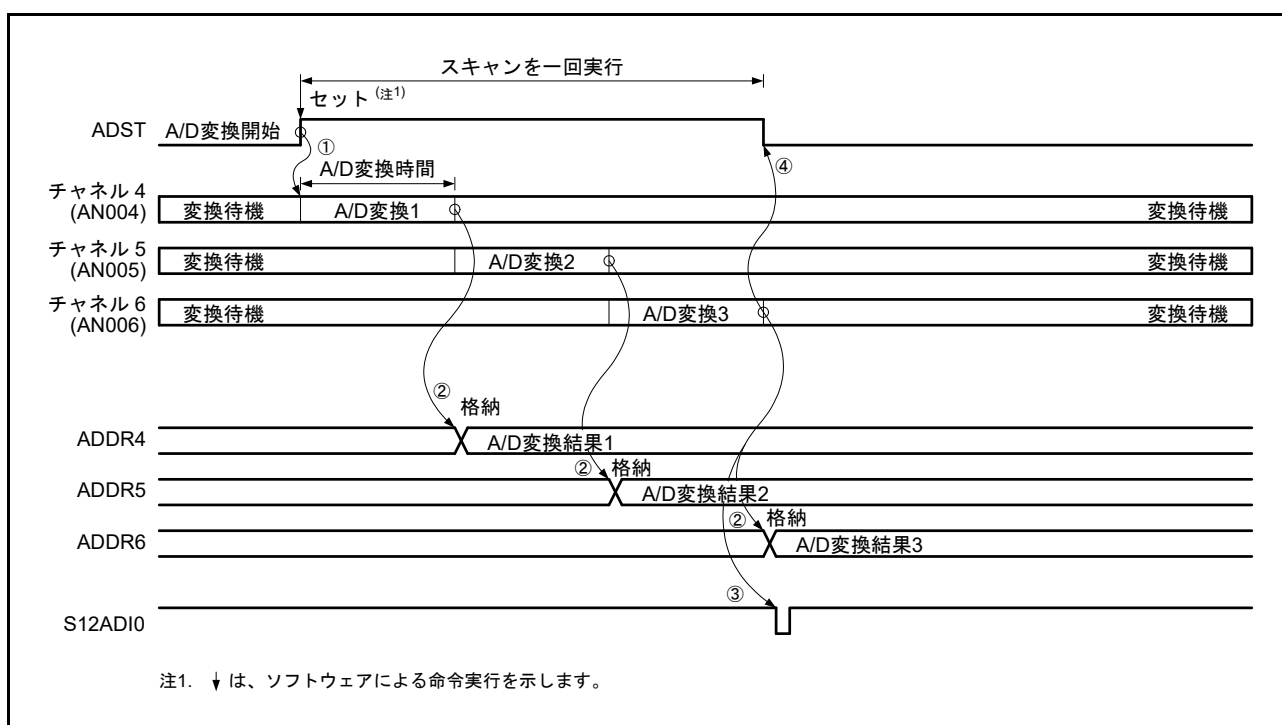 スキャンを一回実行
セット (注1)
ADST A/D変換開始
① ④
A/D変換時間
チャネル 4
(AN004) 変換待機 A/D変換1 変換待機
チャネル 5
(AN005) 変換待機 A/D変換2 変換待機
チャネル 6
(AN006) 変換待機 A/D変換3 変換待機
② 格納
ADDR4 A/D変換結果1
② 格納
ADDR5 A/D変換結果2
② 格納
ADDR6 A/D変換結果3
③
S12ADI0
注1. は、ソフトウェアによる命令実行を示します。